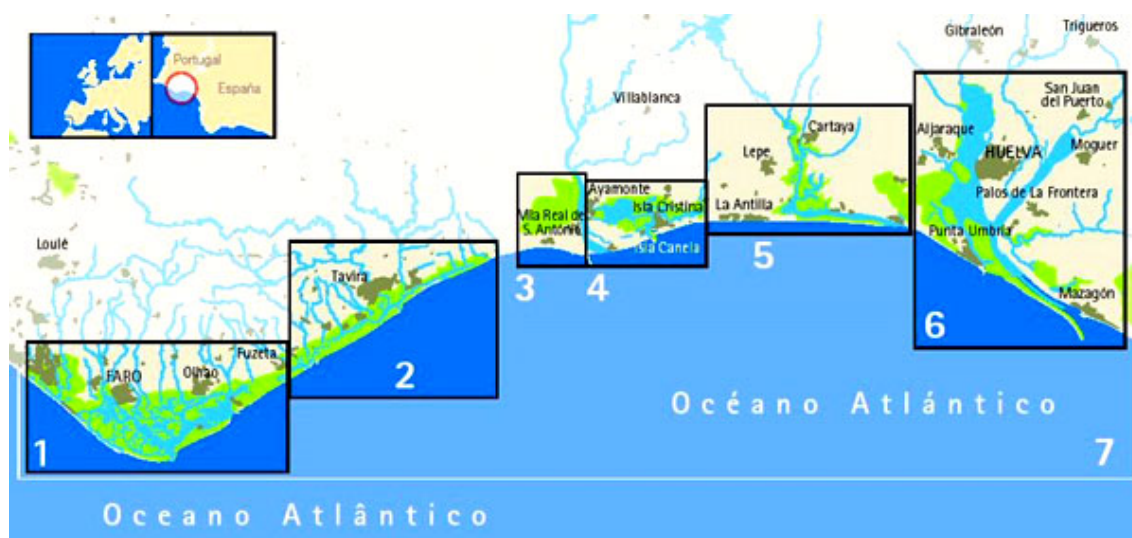 Portugal
España
Gibraleón
Trigueros
Villablanca
San Juan
del Puerto
Cartaya
Aljaraque
Lepe
HUELVA
Moguer
Ayamonte
Palos de La Frontera
Isla Cristina
La Antilla
Vila Real de
S. António
Punta Umbría
Isla Canela
Loulé
Tavira
5
3
4
Mazagón
6
Fuzeta
FARO
Olhão
2
Océano Atlántico
1
7
Oceano Atlântico